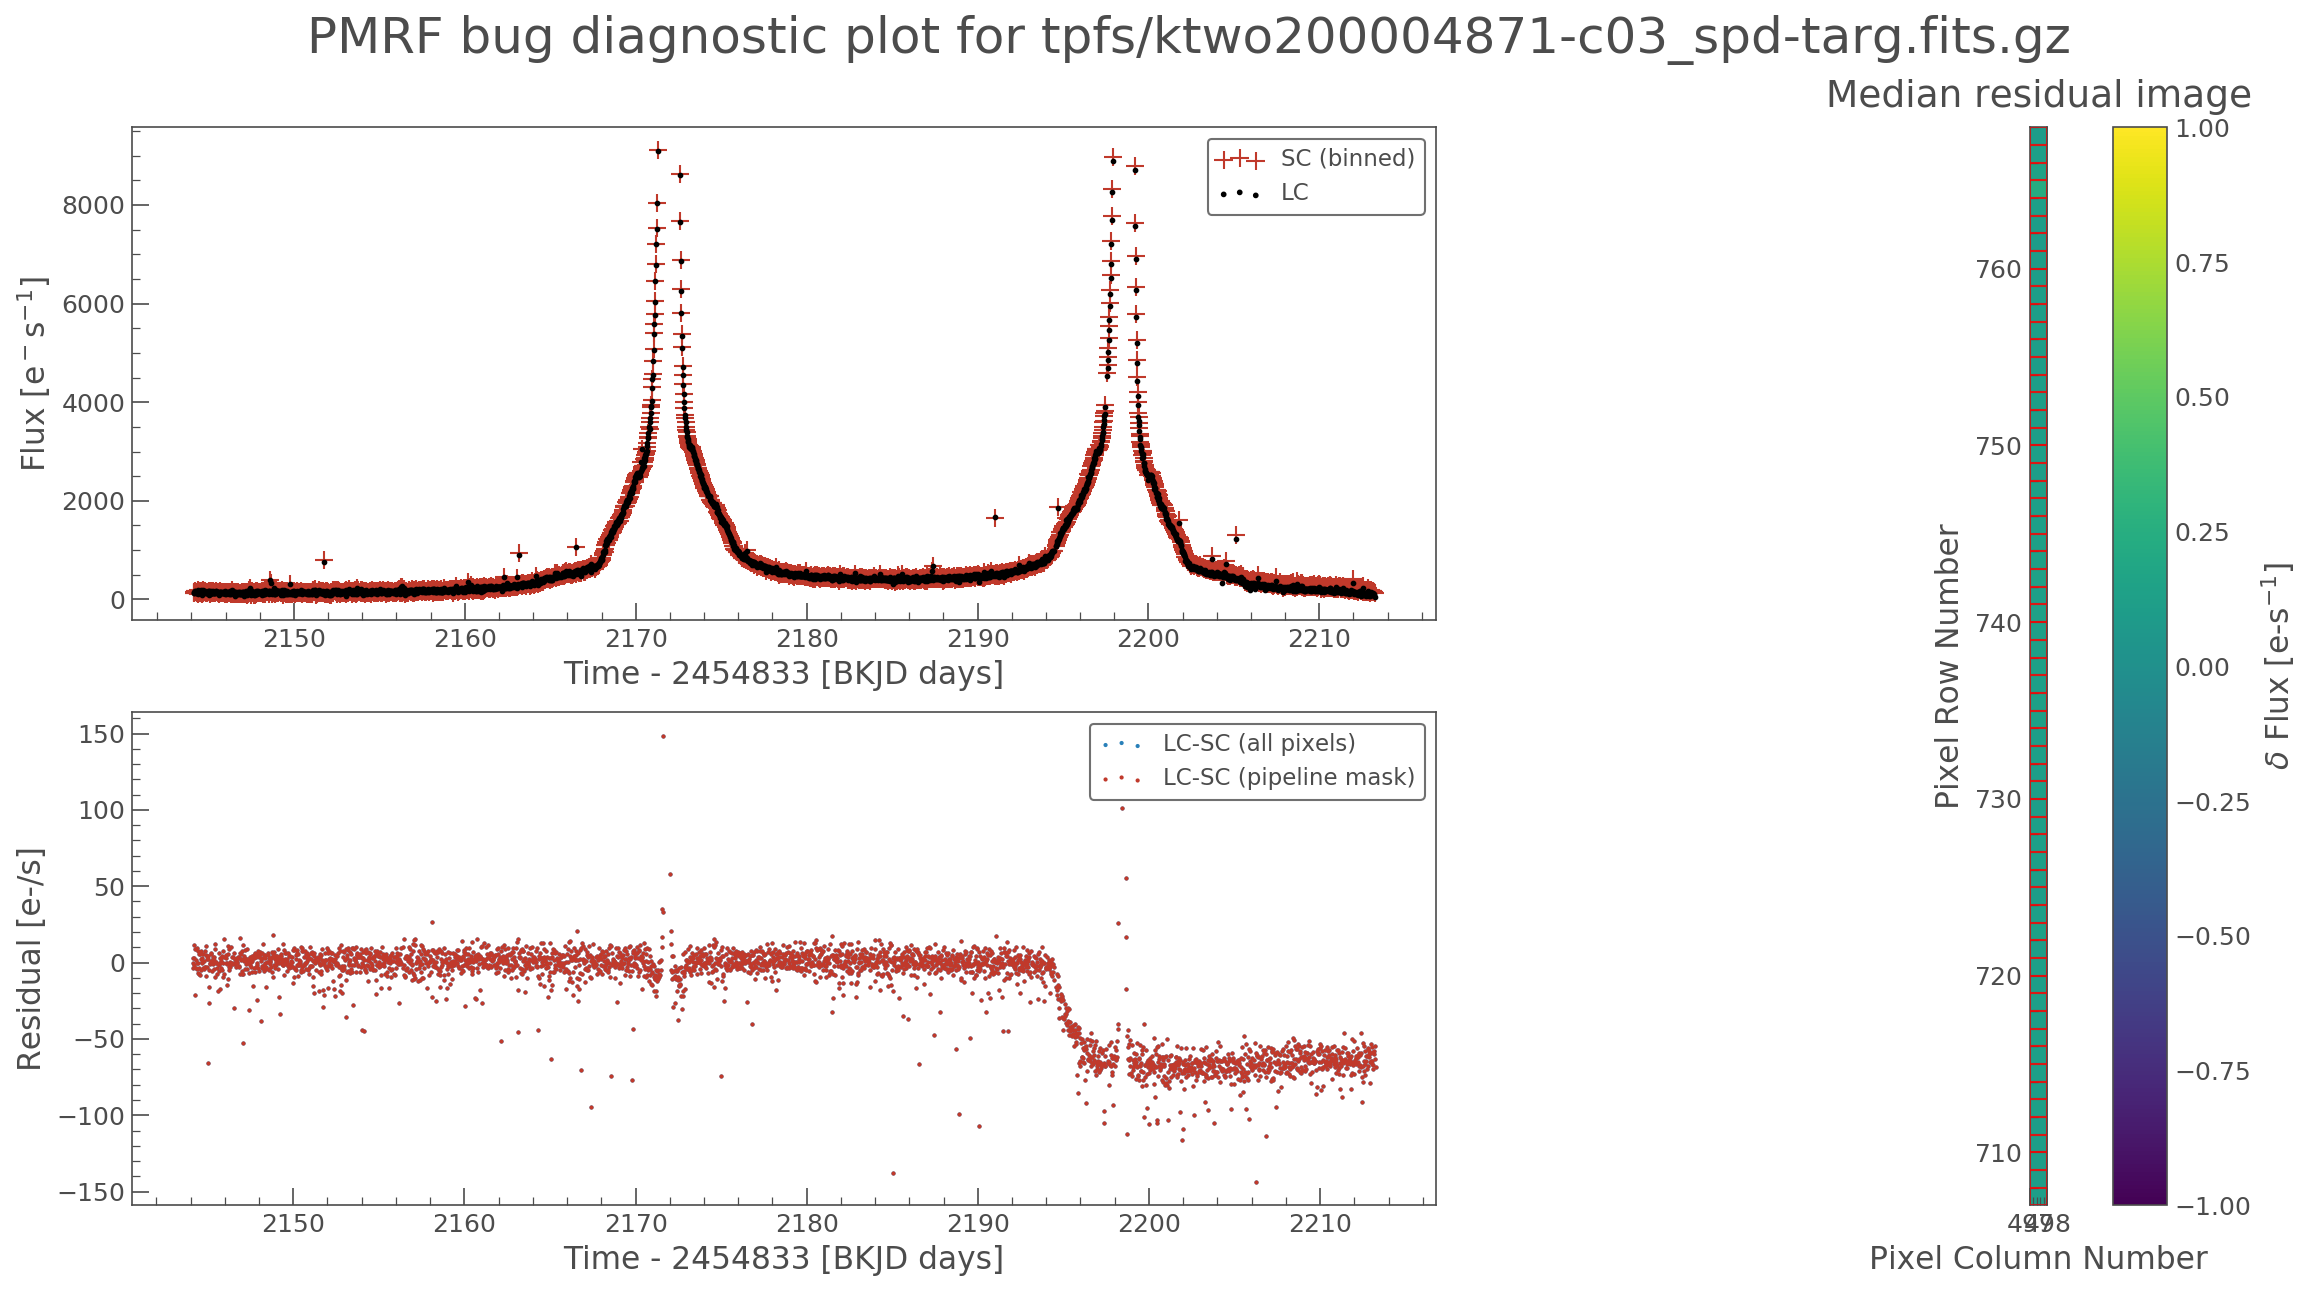 PMRF bug diagnostic plot for tpfs/ktwo200004871-c03_spd-targ.fits.gz
Flux [e⁻ s⁻¹]
8000
6000
4000
2000
0
SC (binned)
LC
2150 2160 2170 2180 2190 2200 2210
Time - 2454833 [BKJD days]
Residual [e-/s]
150
100
50
0
−50
−100
−150
LC-SC (all pixels)
LC-SC (pipeline mask)
2150 2160 2170 2180 2190 2200 2210
Time - 2454833 [BKJD days]
Median residual image
Pixel Row Number
760
750
740
730
720
710
Pixel Column Number
1.00
0.75
0.50
0.25
0.00
−0.25
−0.50
−0.75
−1.00
δ Flux [e-s⁻¹]